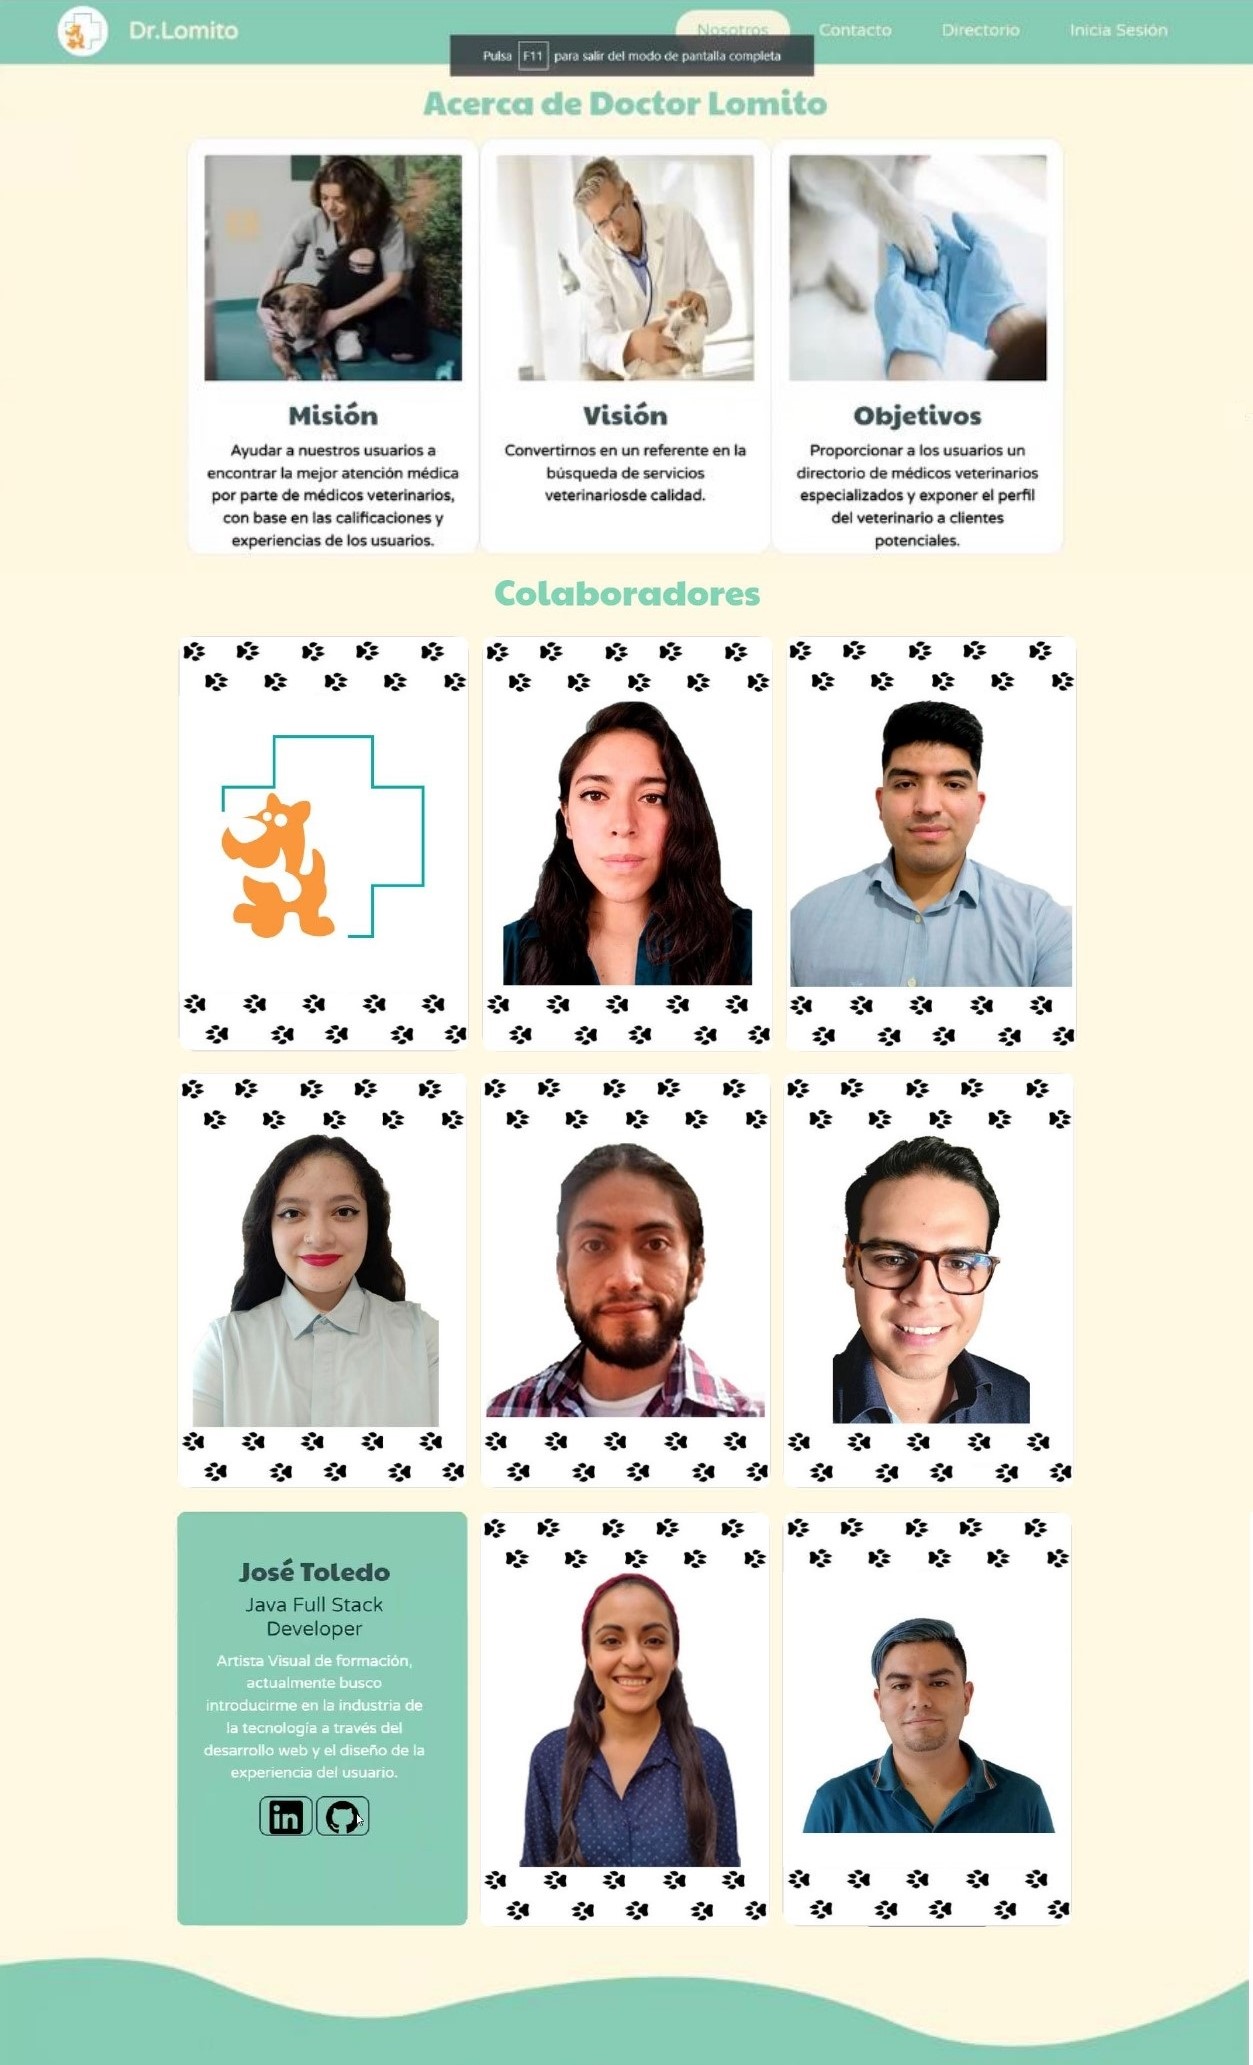 Dr.Lomito
Nosotros
Contacto
Directorio
Inicia Sesión
Pulsa F11 para salir del modo de pantalla completa
Acerca de Doctor Lomito
Misión
Ayudar a nuestros usuarios a
encontrar la mejor atención médica
por parte de médicos veterinarios,
con base en las calificaciones y
experiencias de los usuarios.
Visión
Convertirnos en un referente en la
búsqueda de servicios
veterinariosde calidad.
Objetivos
Proporcionar a los usuarios un
directorio de médicos veterinarios
especializados y exponer el perfil
del veterinario a clientes
potenciales.
Colaboradores
José Toledo
Java Full Stack
Developer
Artista Visual de formación,
actualmente busco
introducirme en la industria de
la tecnología a través del
desarrollo web y el diseño de la
experiencia del usuario.
in